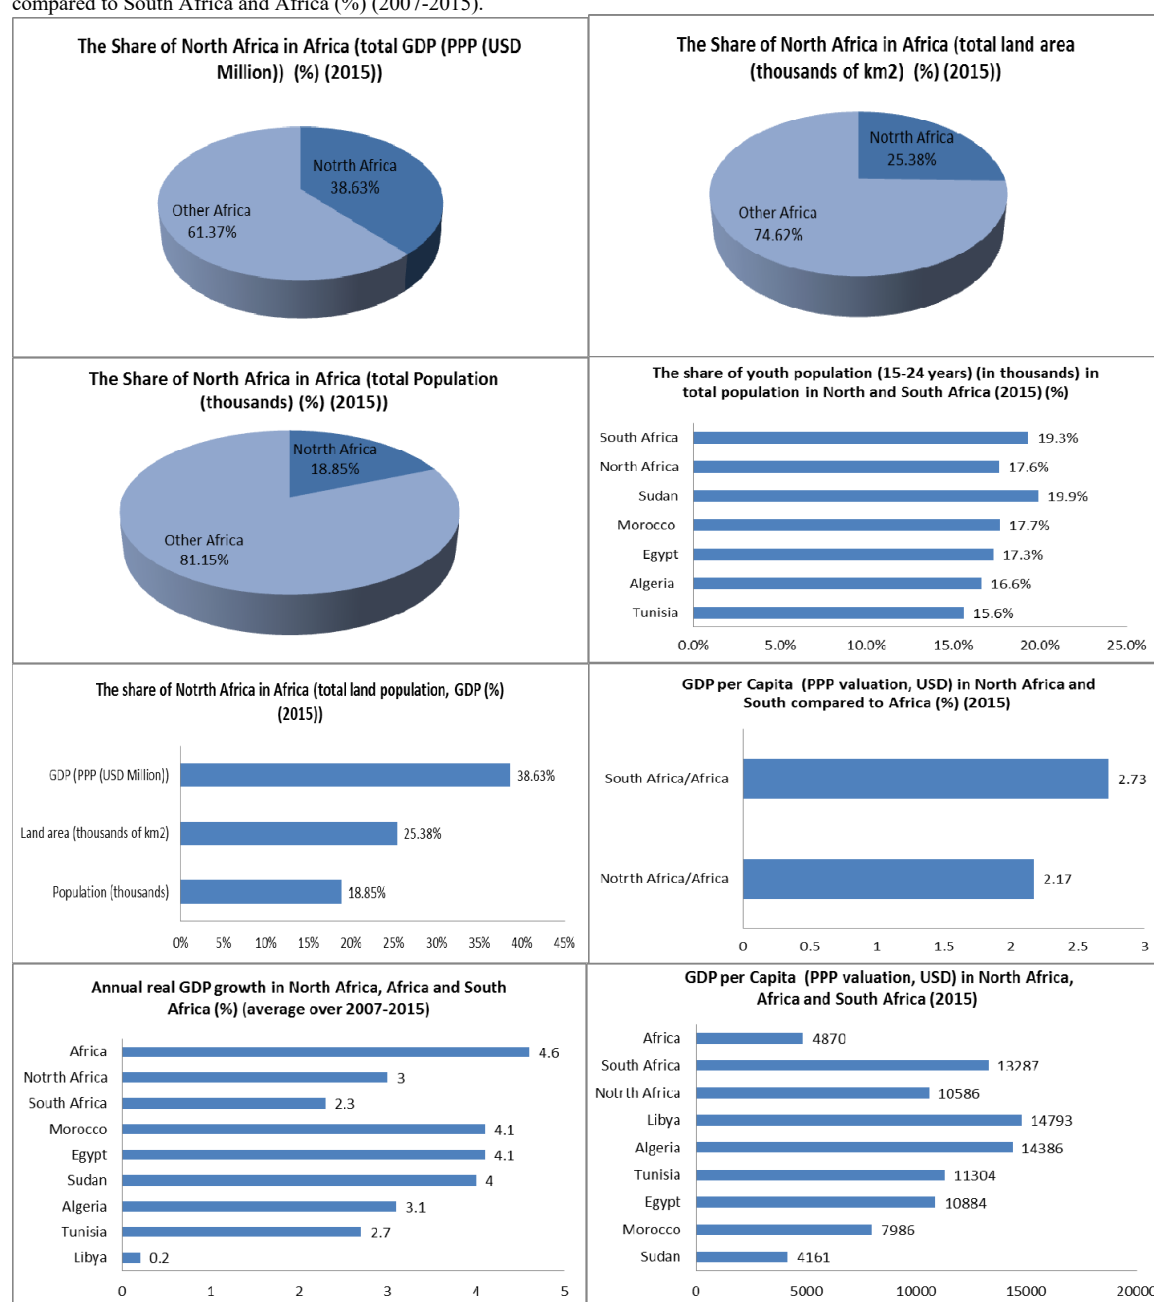 compared to South Africa and Africa (%) (2007-2015).
The Share of North Africa in Africa (total GDP (PPP (USD
Million)) (%) (2015))
Notrth Africa
38.63%
Other Africa
61.37%
The Share of North Africa in Africa (total land area
(thousands of km2) (%) (2015))
Notrth Africa
25.38%
Other Africa
74.62%
The Share of North Africa in Africa (total Population
(thousands) (%) (2015))
Notrth Africa
18.85%
Other Africa
81.15%
The share of youth population (15-24 years) (in thousands) in
total population in North and South Africa (2015) (%)
South Africa 19.3%
North Africa 17.6%
Sudan 19.9%
Morocco 17.7%
Egypt 17.3%
Algeria 16.6%
Tunisia 15.6%
0.0% 5.0% 10.0% 15.0% 20.0% 25.0%
The share of Notrth Africa in Africa (total land population, GDP (%)
(2015))
GDP (PPP (USD Million)) 38.63%
Land area (thousands of km2) 25.38%
Population (thousands) 18.85%
0% 5% 10% 15% 20% 25% 30% 35% 40% 45%
GDP per Capita (PPP valuation, USD) in North Africa and
South compared to Africa (%) (2015)
South Africa/Africa 2.73
Notrth Africa/Africa 2.17
0 0.5 1 1.5 2 2.5 3
Annual real GDP growth in North Africa, Africa and South
Africa (%) (average over 2007-2015)
Africa 4.6
Notrth Africa 3
South Africa 2.3
Morocco 4.1
Egypt 4.1
Sudan 4
Algeria 3.1
Tunisia 2.7
Libya 0.2
0 1 2 3 4 5
GDP per Capita (PPP valuation, USD) in North Africa,
Africa and South Africa (2015)
Africa 4870
South Africa 13287
Notrth Africa 10586
Libya 14793
Algeria 14386
Tunisia 11304
Egypt 10884
Morocco 7986
Sudan 4161
0 5000 10000 15000 20000